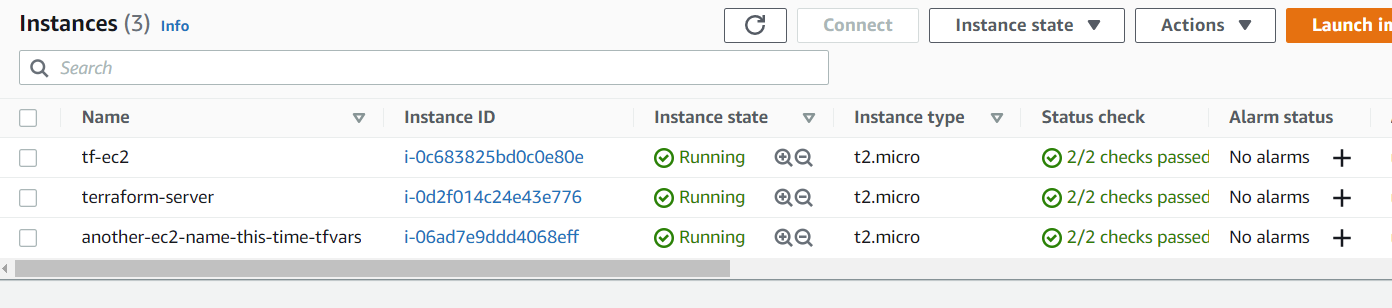 Instances (3) Info Connect Instance state Actions Launch in
Search
Name Instance ID Instance state Instance type Status check Alarm status
tf-ec2 i-0c683825bd0c0e80e Running t2.micro 2/2 checks passed No alarms +
terraform-server i-0d2f014c24e43e776 Running t2.micro 2/2 checks passed No alarms +
another-ec2-name-this-time-tfvars i-06ad7e9ddd4068eff Running t2.micro 2/2 checks passed No alarms +